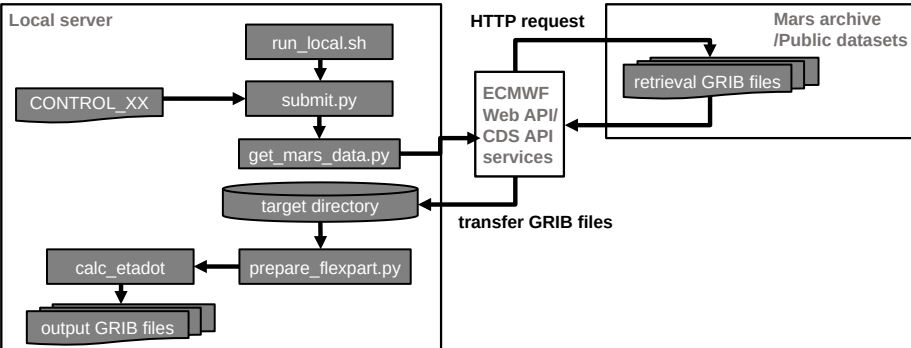 Local server
run_local.sh
submit.py
CONTROL_XX
get_mars_data.py
target directory
prepare_flexpart.py
calc_etadot
output GRIB files
HTTP request
ECMWF
Web API/
CDS API
services
transfer GRIB files
Mars archive
/Public datasets
retrieval GRIB files